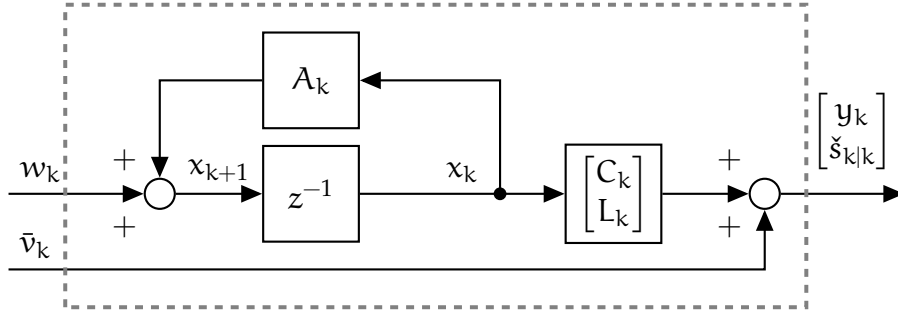 A_k
[y_k
š_{k|k}]
w_k
+
x_{k+1}
z^{-1}
x_k
[C_k
L_k]
+
+
+
v̄_k